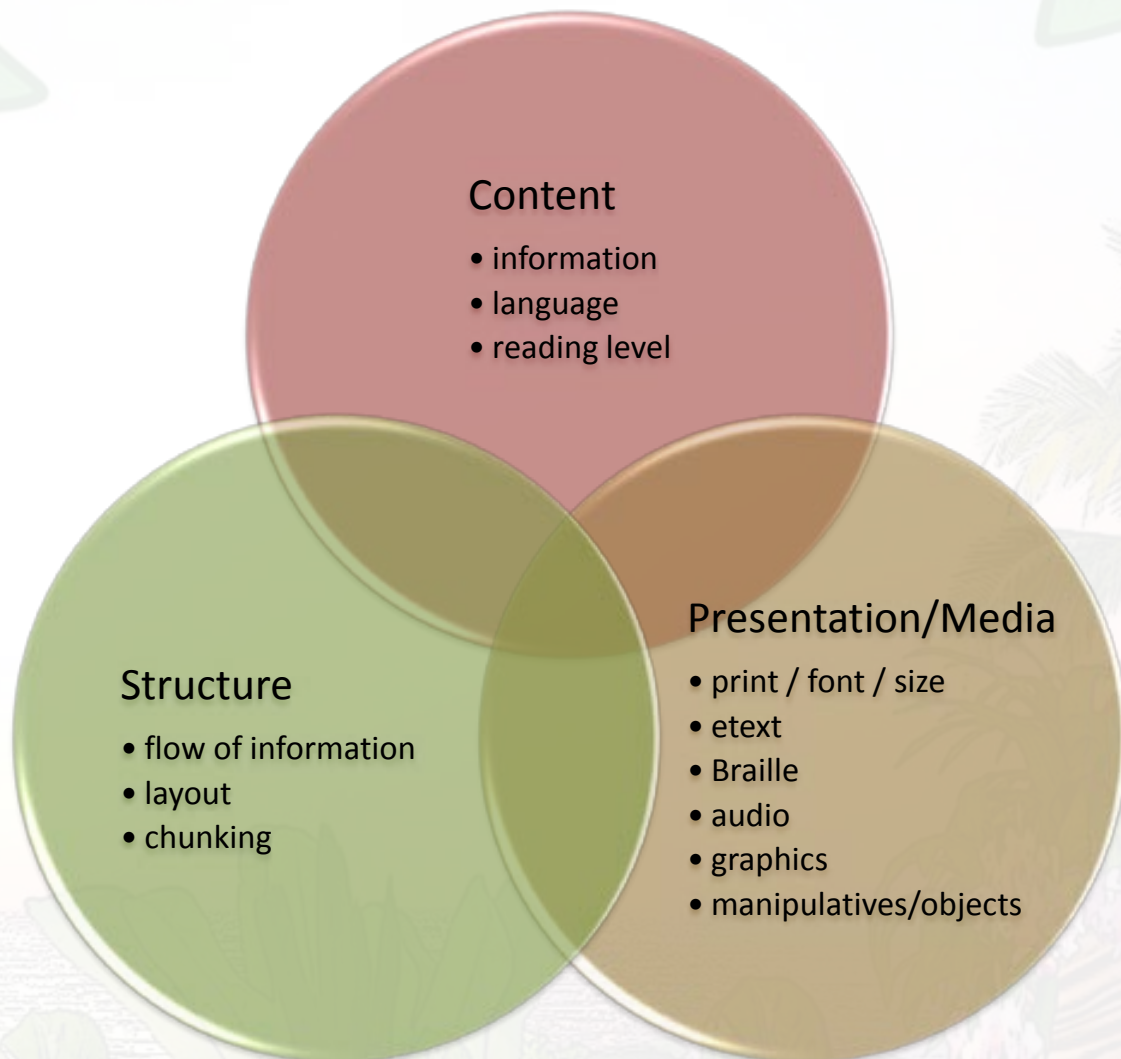 Content
• information
• language
• reading level
Structure
• flow of information
• layout
• chunking
Presentation/Media
• print / font / size
• etext
• Braille
• audio
• graphics
• manipulatives/objects